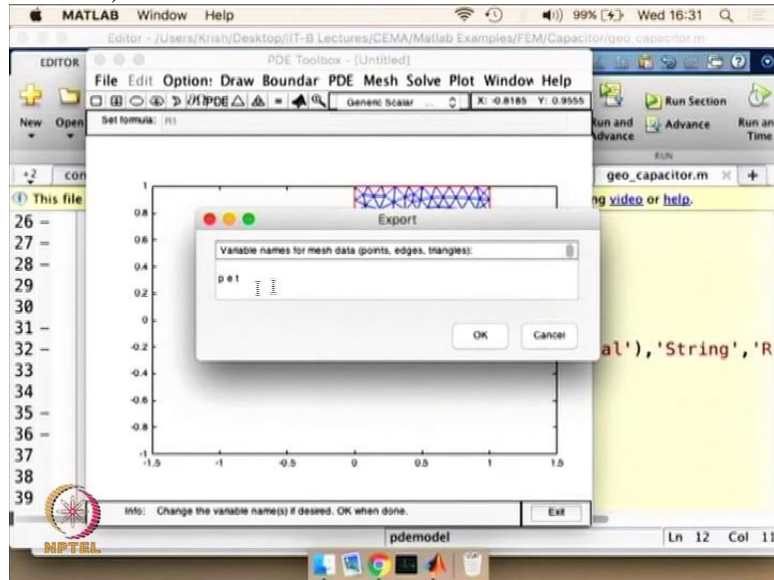 MATLAB Window Help 99% Wed 16:31
Editor - /Users/Krish/Desktop/IIT-B Lectures/CEMA/Matlab Examples/FEM/Capacitor/geo_capacitor.m
EDITOR
PDE Toolbox - [Untitled]
File Edit Options Draw Boundar PDE Mesh Solve Plot Window Help
PDE = Generic Scalar ... X: -0.8185 Y: 0.9555
Set formula: R1
New Open
Run and Advance
Run Section
Advance
Run an Time
RUN
+2 con
geo_capacitor.m × +
This file
ng video or help.
Export
Variable names for mesh data (points, edges, triangles):
p e t
OK Cancel
1
0.8
0.6
0.4
0.2
0
-0.2
-0.4
-0.6
-0.8
-1
-1.5 -1 -0.5 0 0.5 1 1.5
26 –
27 –
28 –
29
30
31 –
32 – al'),'String','R
33
34
35 –
36 –
37
38
39
Info: Change the variable name(s) if desired. OK when done. Exit
pdemodel Ln 12 Col 11
NPTEL